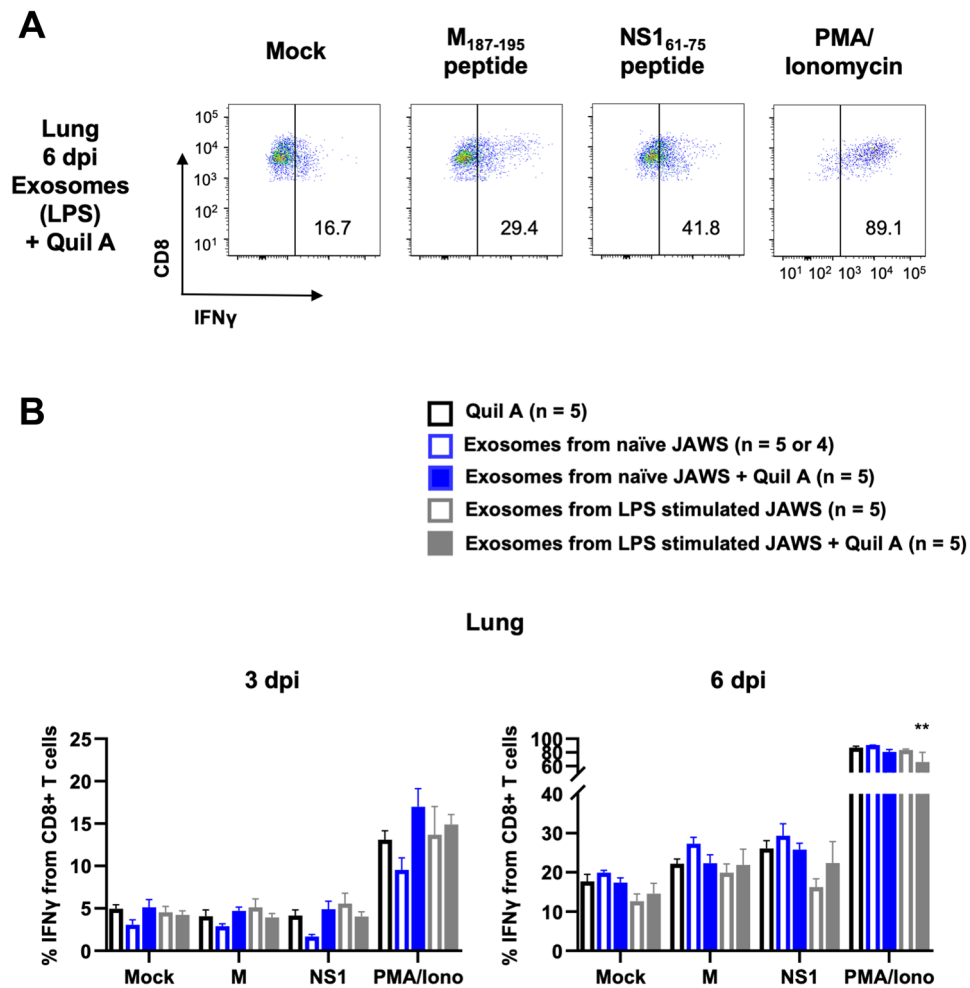 A
Mock
M187-195
peptide
NS161-75
peptide
PMA/
Ionomycin
Lung
6 dpi
Exosomes
(LPS)
+ Quil A
10^5
10^4
10^3
10^2
10^1
CD8
16.7
29.4
41.8
89.1
10^1 10^2 10^3 10^4 10^5
IFNγ
B
Quil A (n = 5)
Exosomes from naïve JAWS (n = 5 or 4)
Exosomes from naïve JAWS + Quil A (n = 5)
Exosomes from LPS stimulated JAWS (n = 5)
Exosomes from LPS stimulated JAWS + Quil A (n = 5)
Lung
3 dpi
% IFNγ from CD8+ T cells
25
20
15
10
5
0
Mock M NS1 PMA/Iono
6 dpi
% IFNγ from CD8+ T cells
100
80
60
40
30
20
10
0
**
Mock M NS1 PMA/Iono